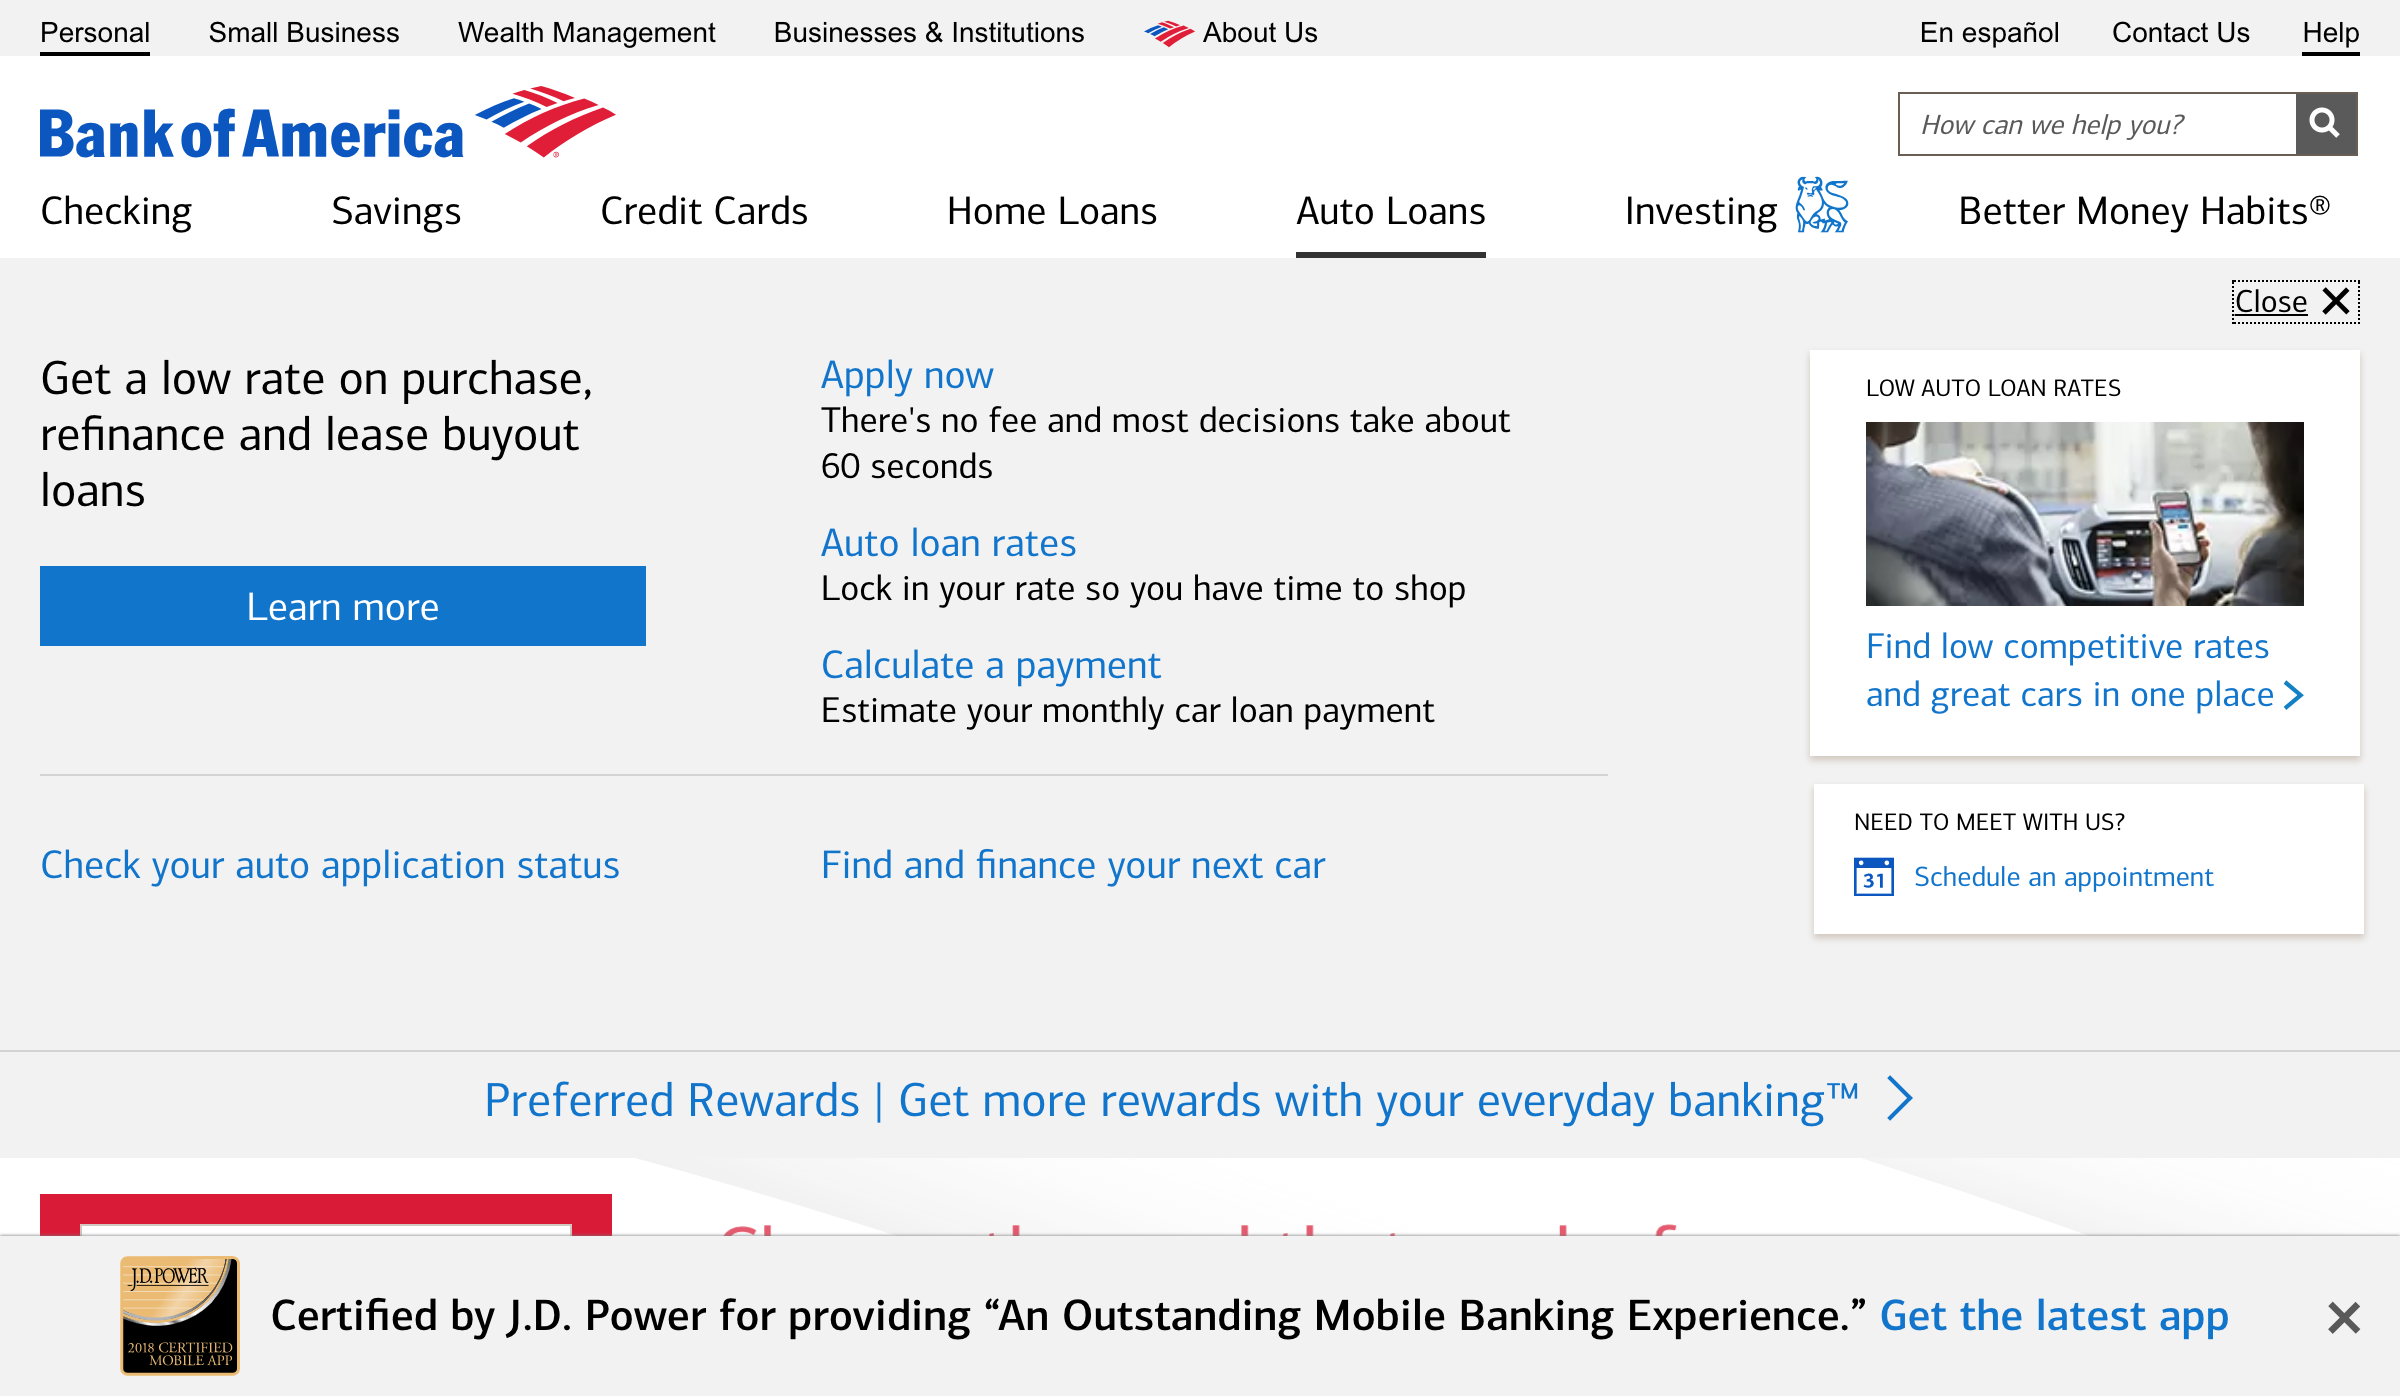 Personal Small Business Wealth Management Businesses & Institutions About Us En español Contact Us Help
Bank of America
How can we help you?
Checking Savings Credit Cards Home Loans Auto Loans Investing Better Money Habits®
Close
Get a low rate on purchase,
refinance and lease buyout
loans
Learn more
Apply now
There's no fee and most decisions take about
60 seconds
Auto loan rates
Lock in your rate so you have time to shop
Calculate a payment
Estimate your monthly car loan payment
LOW AUTO LOAN RATES
Find low competitive rates
and great cars in one place
Check your auto application status
Find and finance your next car
NEED TO MEET WITH US?
31
Schedule an appointment
Preferred Rewards | Get more rewards with your everyday banking™
J.D.POWER
2018 CERTIFIED
MOBILE APP
Certified by J.D. Power for providing “An Outstanding Mobile Banking Experience.” Get the latest app